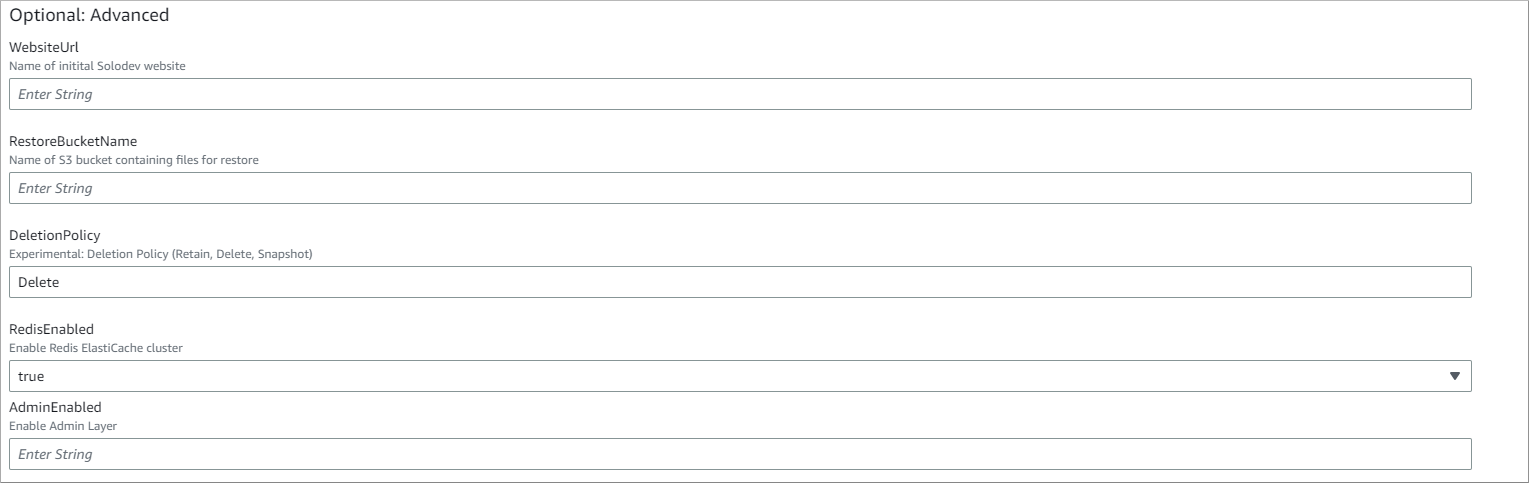 Optional: Advanced
WebsiteUrl
Name of initital Solodev website
Enter String
RestoreBucketName
Name of S3 bucket containing files for restore
Enter String
DeletionPolicy
Experimental: Deletion Policy (Retain, Delete, Snapshot)
Delete
RedisEnabled
Enable Redis ElastiCache cluster
true
AdminEnabled
Enable Admin Layer
Enter String